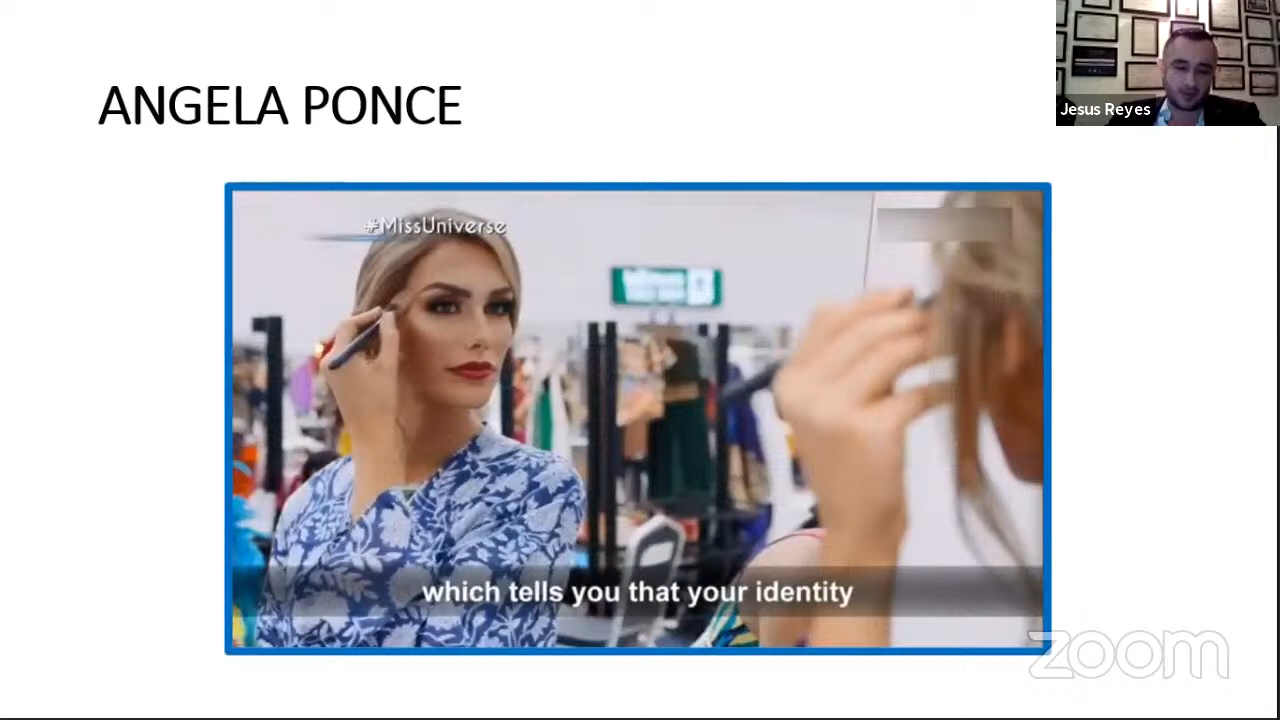 ANGELA PONCE
Jesus Reyes
#MissUniverse
which tells you that your identity
zoom